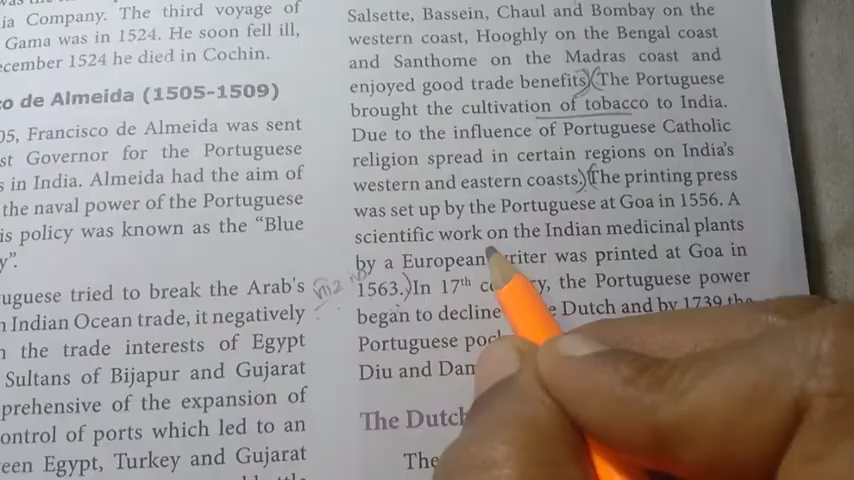 ia Company. The third voyage of
Gama was in 1524. He soon fell ill,
ecember 1524 he died in Cochin.
co de Almeida (1505-1509)
05, Francisco de Almeida was sent
st Governor for the Portuguese
s in India. Almeida had the aim of
the naval power of the Portuguese
is policy was known as the “Blue
y”.
uguese tried to break the Arab's
n Indian Ocean trade, it negatively
n the trade interests of Egypt
Sultans of Bijapur and Gujarat
prehensive of the expansion of
ontrol of ports which led to an
een Egypt, Turkey and Gujarat
Salsette, Bassein, Chaul and Bombay on the
western coast, Hooghly on the Bengal coast
and Santhome on the Madras coast and
enjoyed good trade benefits. The Portuguese
brought the cultivation of tobacco to India.
Due to the influence of Portuguese Catholic
religion spread in certain regions on India's
western and eastern coasts. The printing press
was set up by the Portuguese at Goa in 1556. A
scientific work on the Indian medicinal plants
by a European writer was printed at Goa in
1563. In 17th ce y, the Portuguese power
began to decline e Dutch and by 1739 the
Portuguese poc
Diu and Dam
The Dutch
The